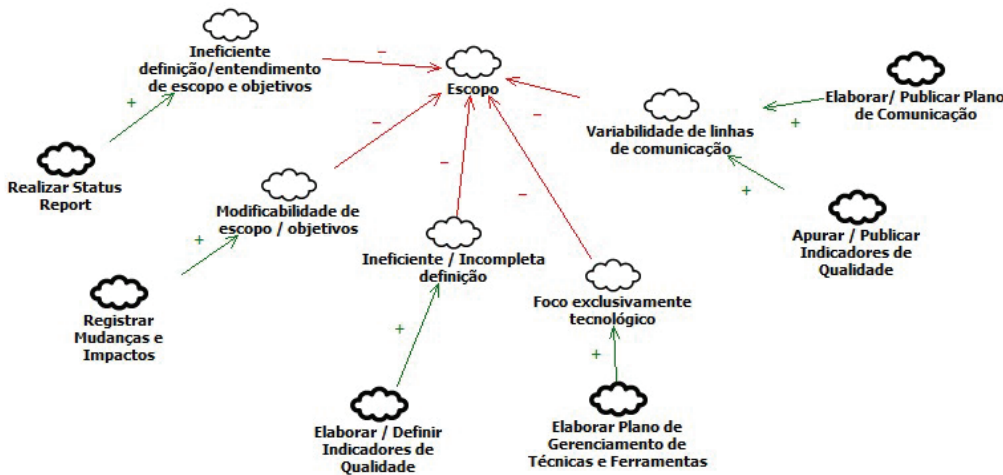 Ineficiente
definição/entendimento
de escopo e objetivos
−
Escopo
−
Variabilidade de linhas
de comunicação
+
Elaborar/ Publicar Plano
de Comunicação
+
Realizar Status
Report
−
Modificabilidade de
escopo / objetivos
−
Ineficiente / Incompleta
definição
−
Foco exclusivamente
tecnológico
+
Apurar / Publicar
Indicadores de
Qualidade
+
Registrar
Mudanças e
Impactos
+
Elaborar / Definir
Indicadores de
Qualidade
+
Elaborar Plano de
Gerenciamento de
Técnicas e Ferramentas